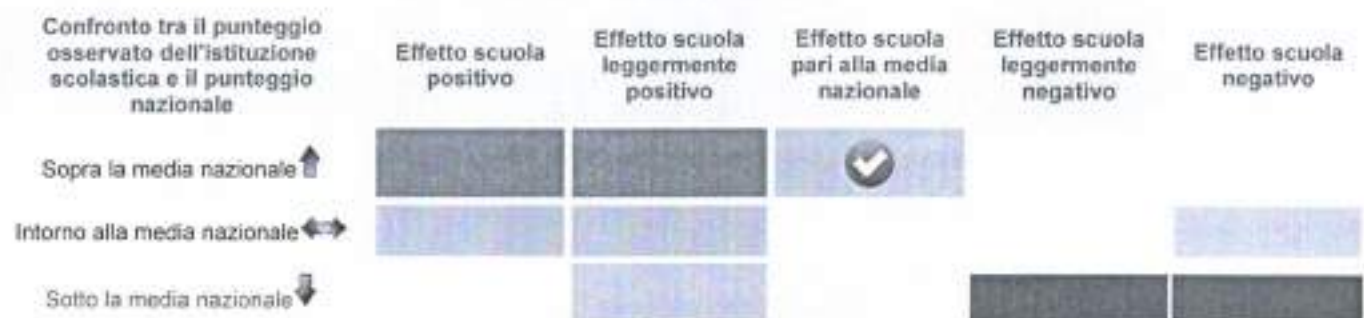 Confronto tra il punteggio
osservato dell'istituzione
scolastica e il punteggio
nazionale
Effetto scuola
positivo
Effetto scuola
leggermente
positivo
Effetto scuola
pari alla media
nazionale
Effetto scuola
leggermente
negativo
Effetto scuola
negativo
Sopra la media nazionale
Intorno alla media nazionale
Sotto la media nazionale